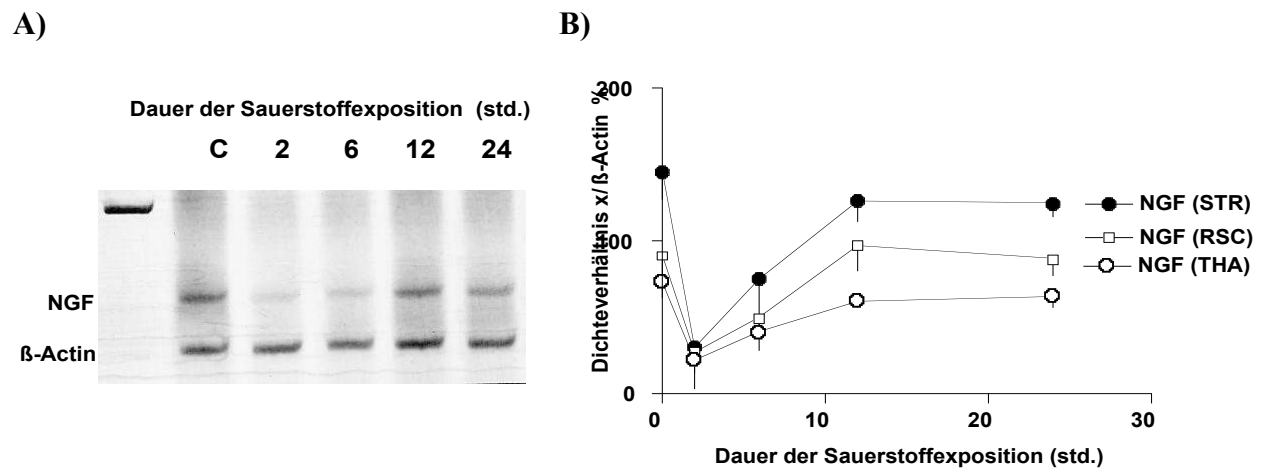 A)
Dauer der Sauerstoffexposition (std.)
C 2 6 12 24
NGF
ß-Actin
B)
Dichteverhältnis x/ß-Actin %
200
100
0
0 10 20 30
Dauer der Sauerstoffexposition (std.)
NGF (STR)
NGF (RSC)
NGF (THA)